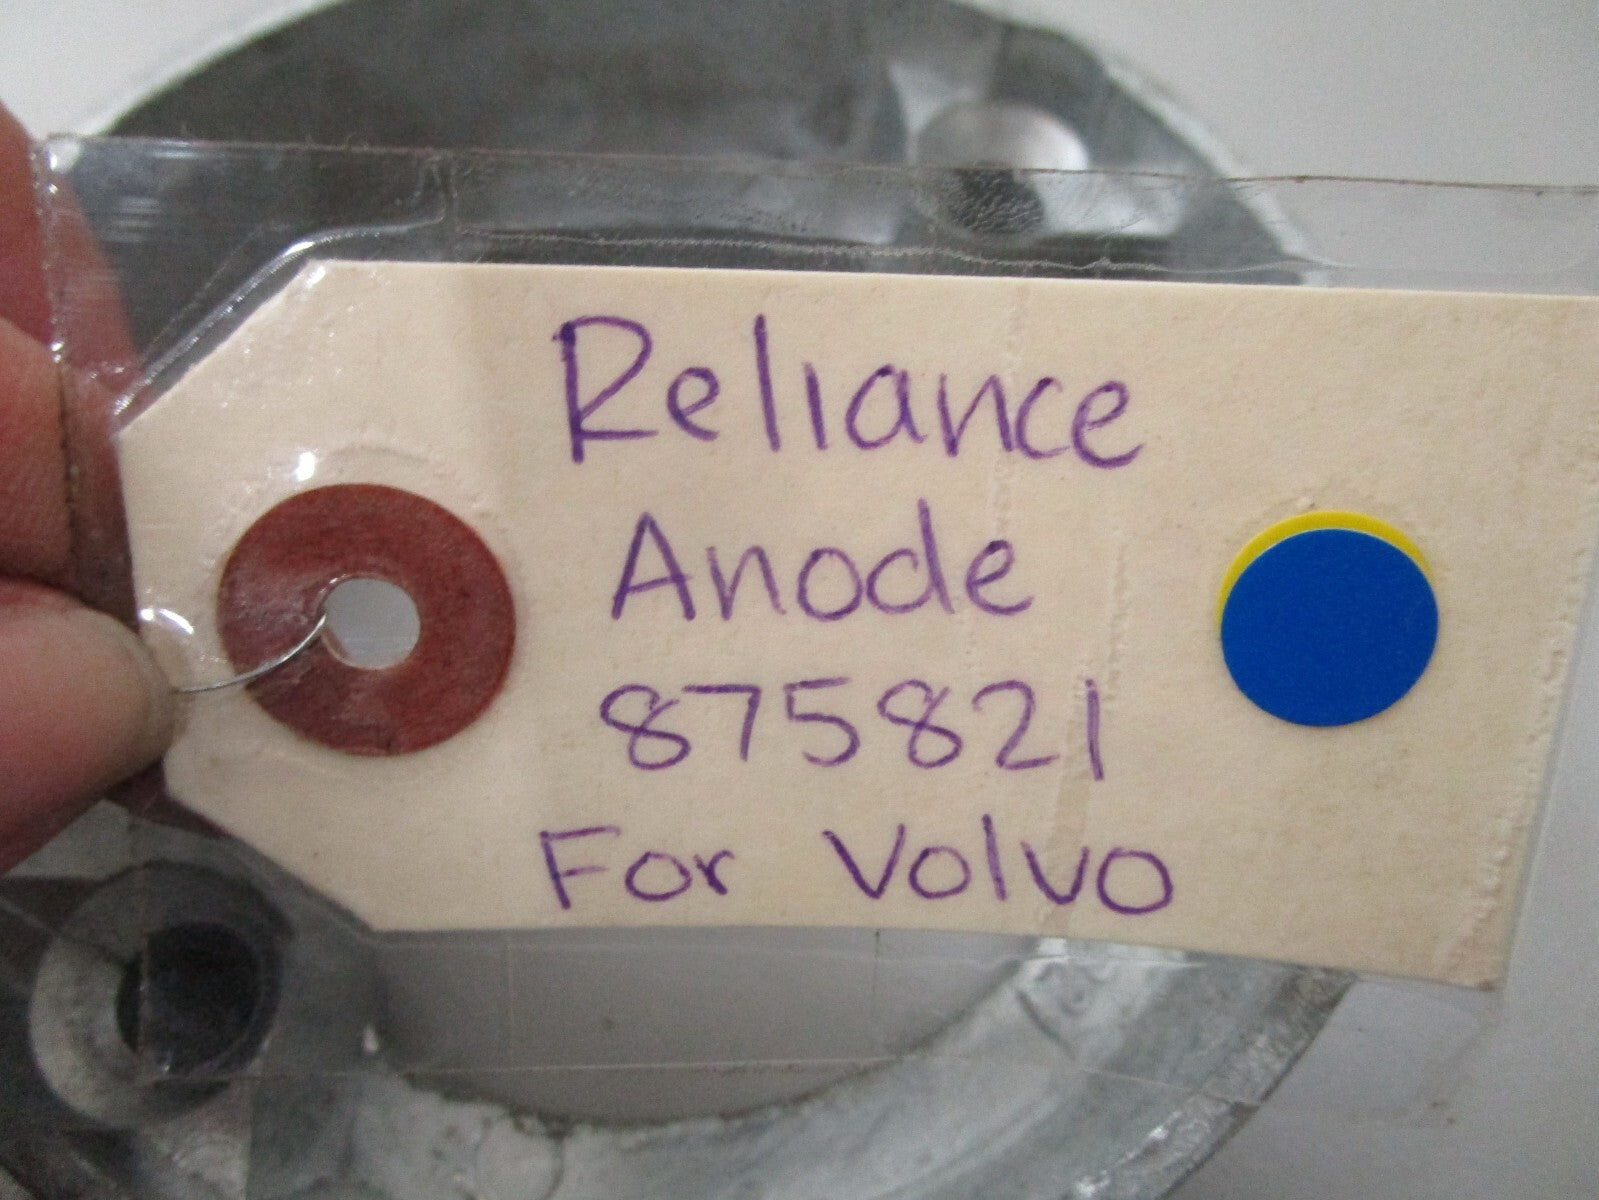 Reliance
Anode
875821
For Volvo